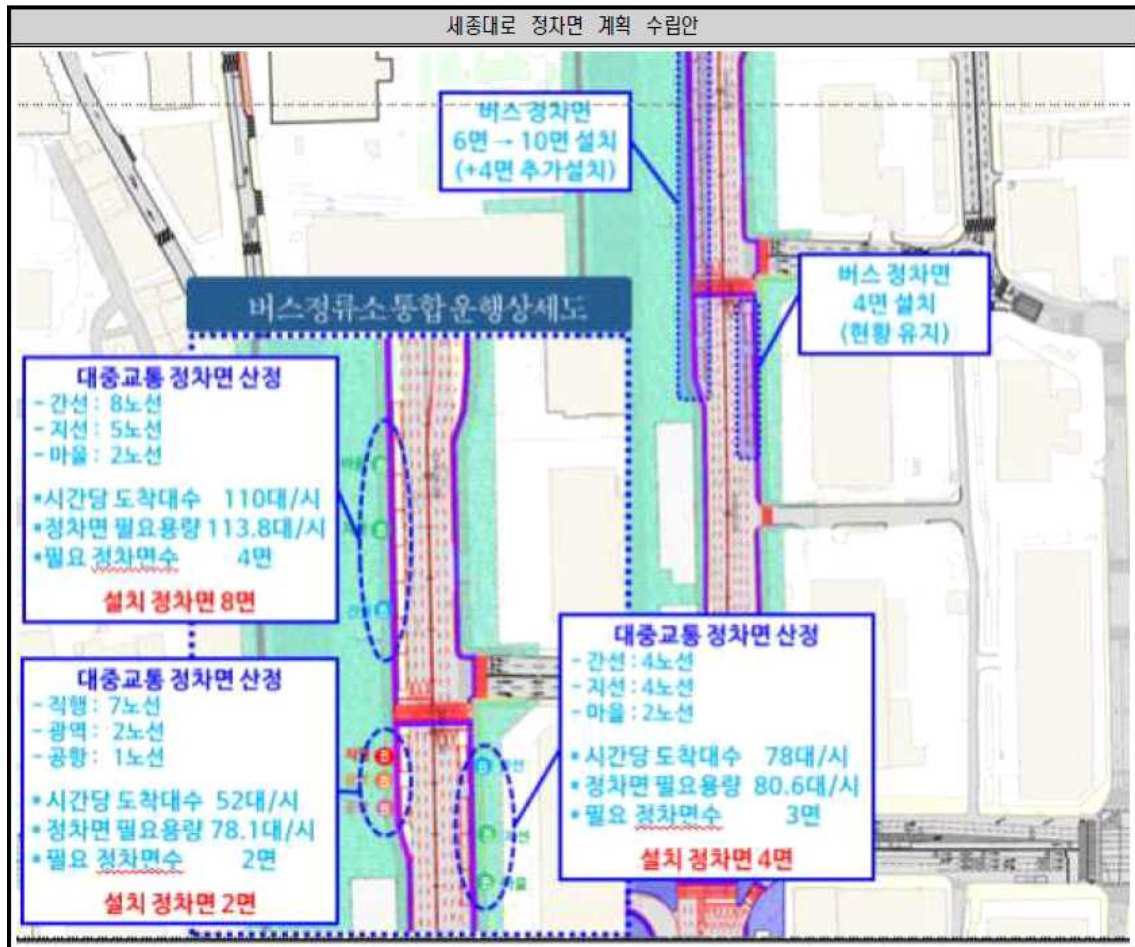 세종대로 정차면 계획 수립안
버스 정차면
6면 → 10면 설치
(+4면 추가설치)
버스 정차면
4면 설치
(현황 유지)
버스정류소 통합 운행상세도
대중교통 정차면 산정
- 간선 : 8노선
- 지선 : 5노선
- 마을 : 2노선
•시간당 도착대수 110대/시
•정차면 필요용량 113.8대/시
•필요 정차면수 4면
설치 정차면 8면
대중교통 정차면 산정
- 직행 : 7노선
- 광역 : 2노선
- 공항 : 1노선
•시간당 도착대수 52대/시
•정차면 필요용량 78.1대/시
•필요 정차면수 2면
설치 정차면 2면
대중교통 정차면 산정
- 간선 : 4노선
- 지선 : 4노선
- 마을 : 2노선
•시간당 도착대수 78대/시
•정차면 필요용량 80.6대/시
•필요 정차면수 3면
설치 정차면 4면
B
B
B
B
B 마을